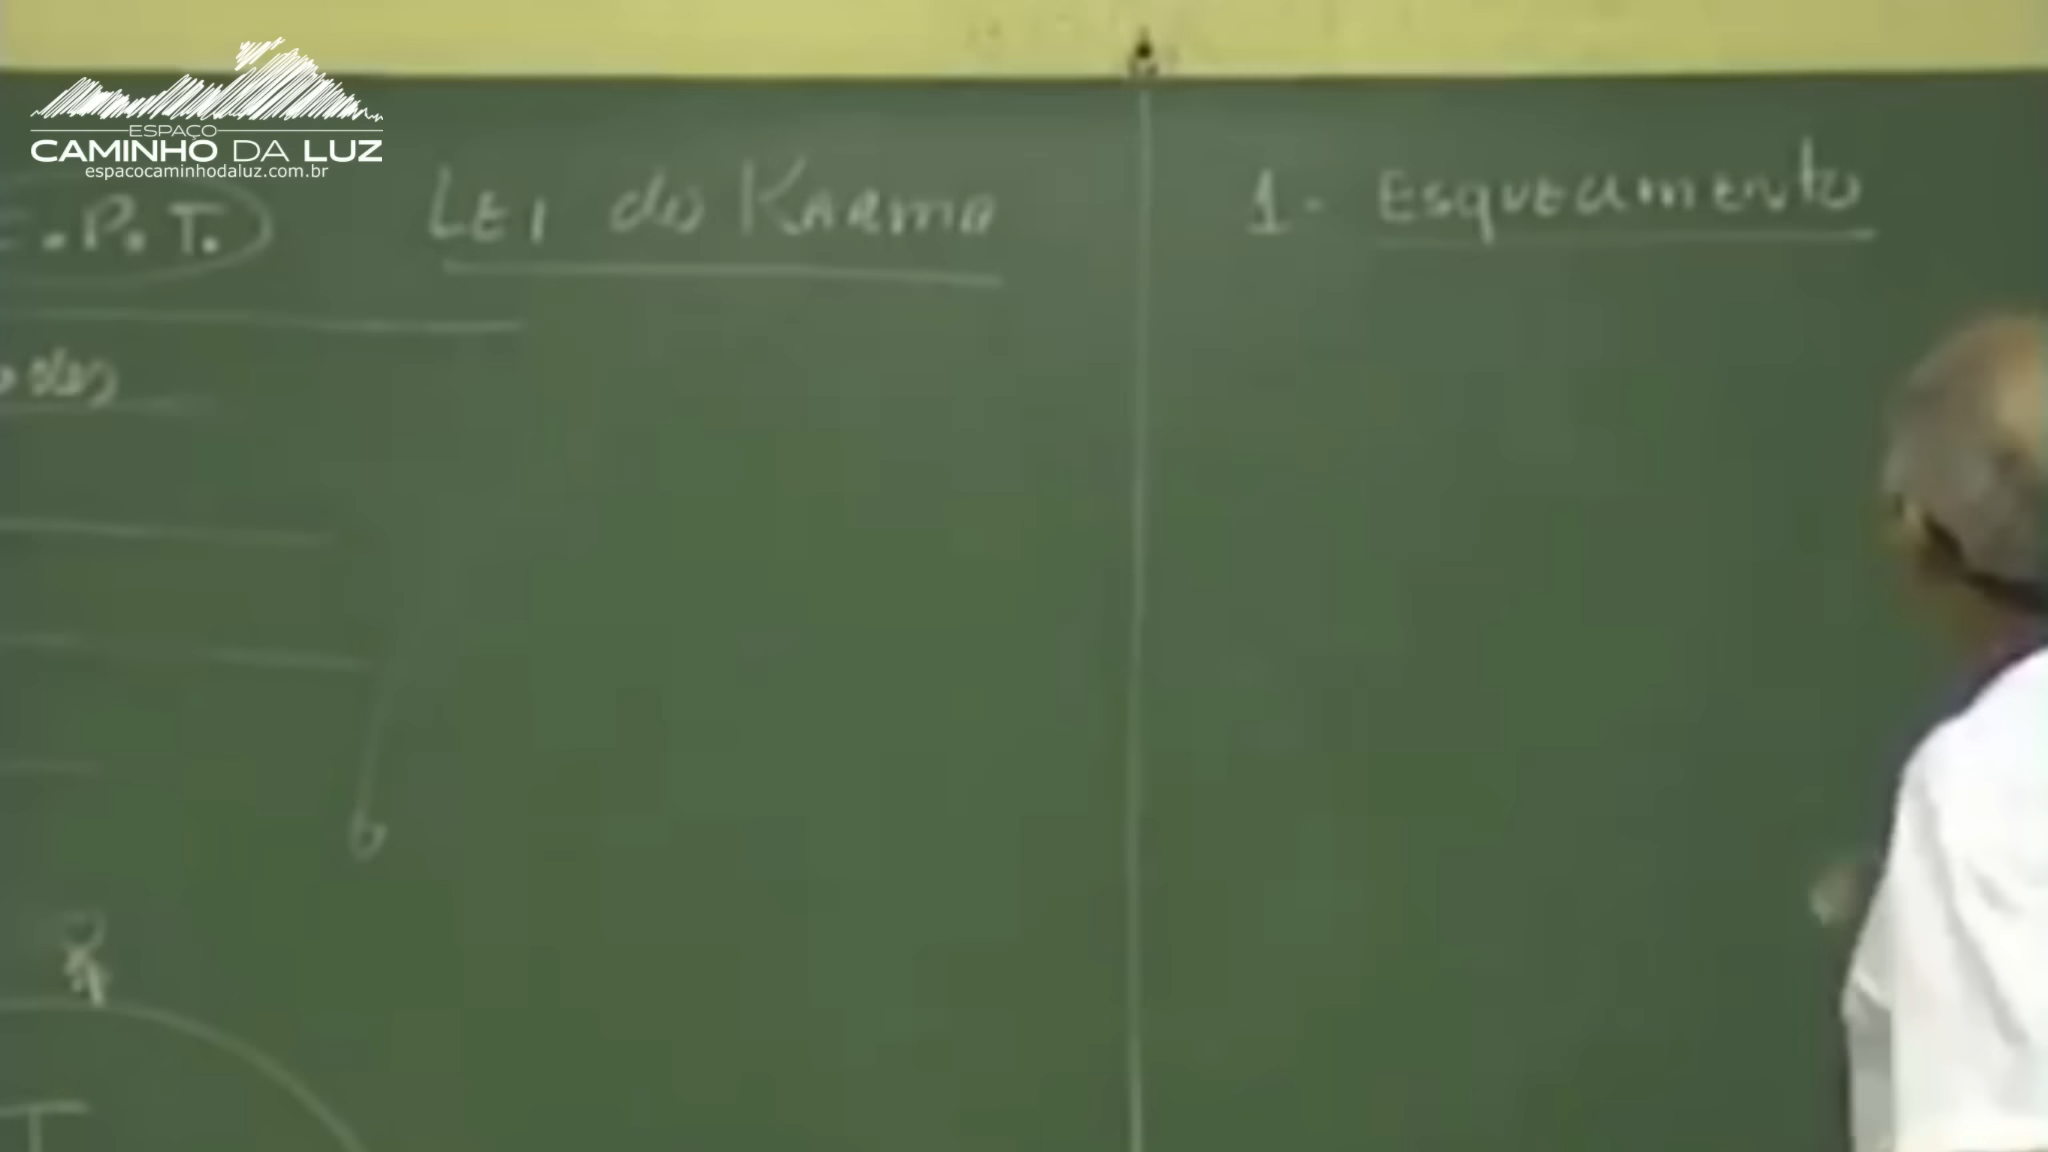 ESPAÇO
CAMINHO DA LUZ
espacocaminhodaluz.com.br
.P.T.
LEI do KARMA
1- Esquecimento